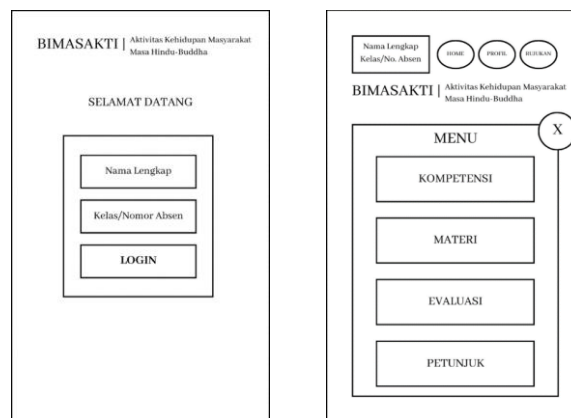 BIMASAKTI | Aktivitas Kehidupan Masyarakat
Masa Hindu-Buddha
SELAMAT DATANG
Nama Lengkap
Kelas/Nomor Absen
LOGIN
Nama Lengkap
Kelas/No. Absen
HOME
PROFIL
RUJUKAN
BIMASAKTI | Aktivitas Kehidupan Masyarakat
Masa Hindu-Buddha
X
MENU
KOMPETENSI
MATERI
EVALUASI
PETUNJUK